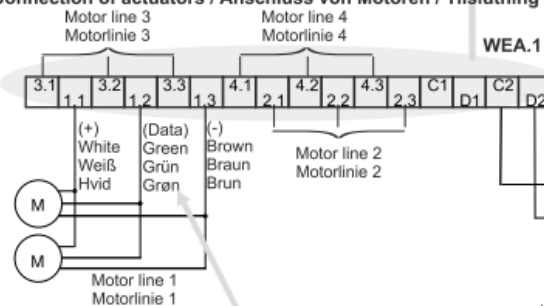 Connection of actuators / Anschluss von Motoren / Tilslutning
Motor line 3
Motorlinie 3
Motor line 4
Motorlinie 4
WEA.1
3.1 3.2 3.3 4.1 4.2 4.3 C1 C2
1.1 1.2 1.3 2.1 2.2 2.3 D1 D2
(+)
White
Weiß
Hvid
(Data)
Green
Grün
Grøn
(-)
Brown
Braun
Brun
Motor line 2
Motorlinie 2
M
M
Motor line 1
Motorlinie 1